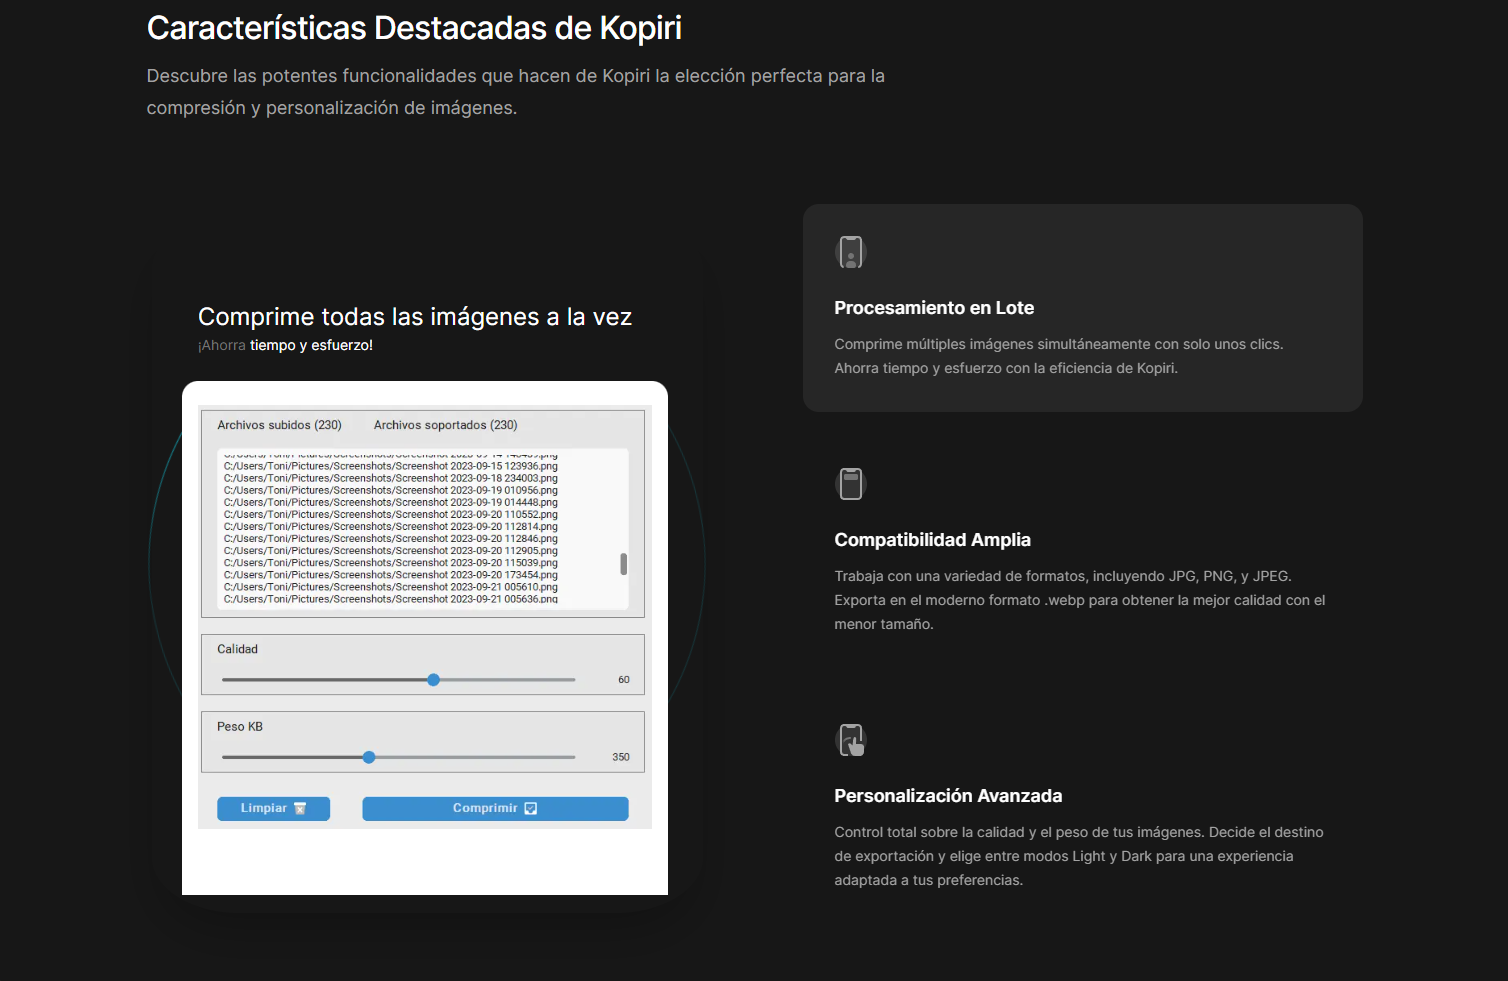 Características Destacadas de Kopiri
Descubre las potentes funcionalidades que hacen de Kopiri la elección perfecta para la
compresión y personalización de imágenes.
Comprime todas las imágenes a la vez
¡Ahorra tiempo y esfuerzo!
Archivos subidos (230) Archivos soportados (230)
C:/Users/Toni/Pictures/Screenshots/Screenshot 2023-09-15 123936.png
C:/Users/Toni/Pictures/Screenshots/Screenshot 2023-09-18 234003.png
C:/Users/Toni/Pictures/Screenshots/Screenshot 2023-09-19 010956.png
C:/Users/Toni/Pictures/Screenshots/Screenshot 2023-09-19 014448.png
C:/Users/Toni/Pictures/Screenshots/Screenshot 2023-09-20 110552.png
C:/Users/Toni/Pictures/Screenshots/Screenshot 2023-09-20 112814.png
C:/Users/Toni/Pictures/Screenshots/Screenshot 2023-09-20 112846.png
C:/Users/Toni/Pictures/Screenshots/Screenshot 2023-09-20 112905.png
C:/Users/Toni/Pictures/Screenshots/Screenshot 2023-09-20 115039.png
C:/Users/Toni/Pictures/Screenshots/Screenshot 2023-09-20 173454.png
C:/Users/Toni/Pictures/Screenshots/Screenshot 2023-09-21 005610.png
C:/Users/Toni/Pictures/Screenshots/Screenshot 2023-09-21 005636.png
Calidad
60
Peso KB
350
Limpiar
Comprimir
Procesamiento en Lote
Comprime múltiples imágenes simultáneamente con solo unos clics.
Ahorra tiempo y esfuerzo con la eficiencia de Kopiri.
Compatibilidad Amplia
Trabaja con una variedad de formatos, incluyendo JPG, PNG, y JPEG.
Exporta en el moderno formato .webp para obtener la mejor calidad con el
menor tamaño.
Personalización Avanzada
Control total sobre la calidad y el peso de tus imágenes. Decide el destino
de exportación y elige entre modos Light y Dark para una experiencia
adaptada a tus preferencias.